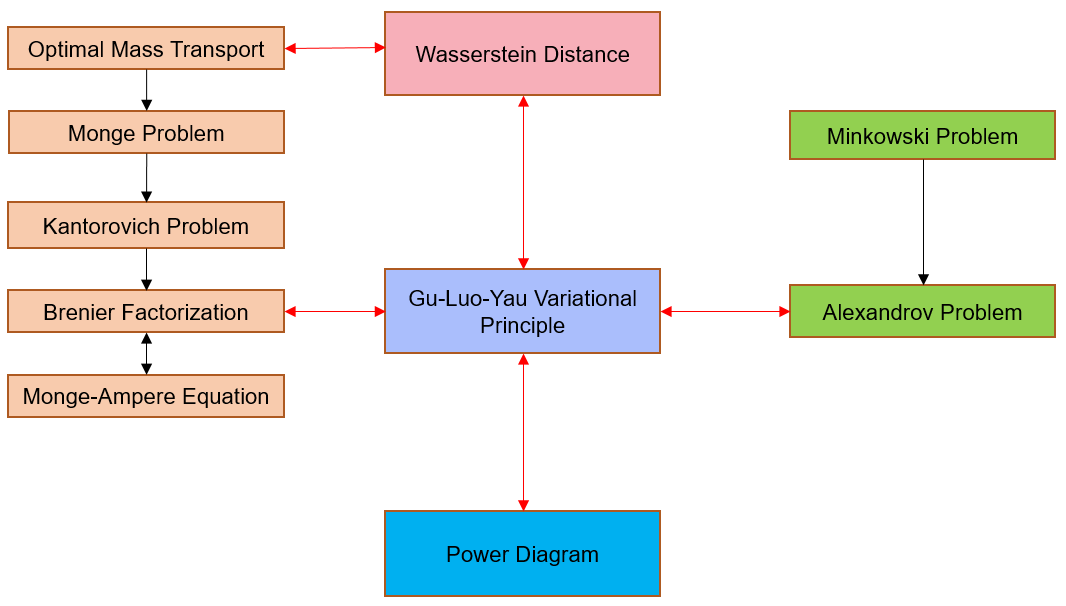 Optimal Mass Transport
Wasserstein Distance
Monge Problem
Minkowski Problem
Kantorovich Problem
Brenier Factorization
Gu-Luo-Yau Variational
Principle
Alexandrov Problem
Monge-Ampere Equation
Power Diagram